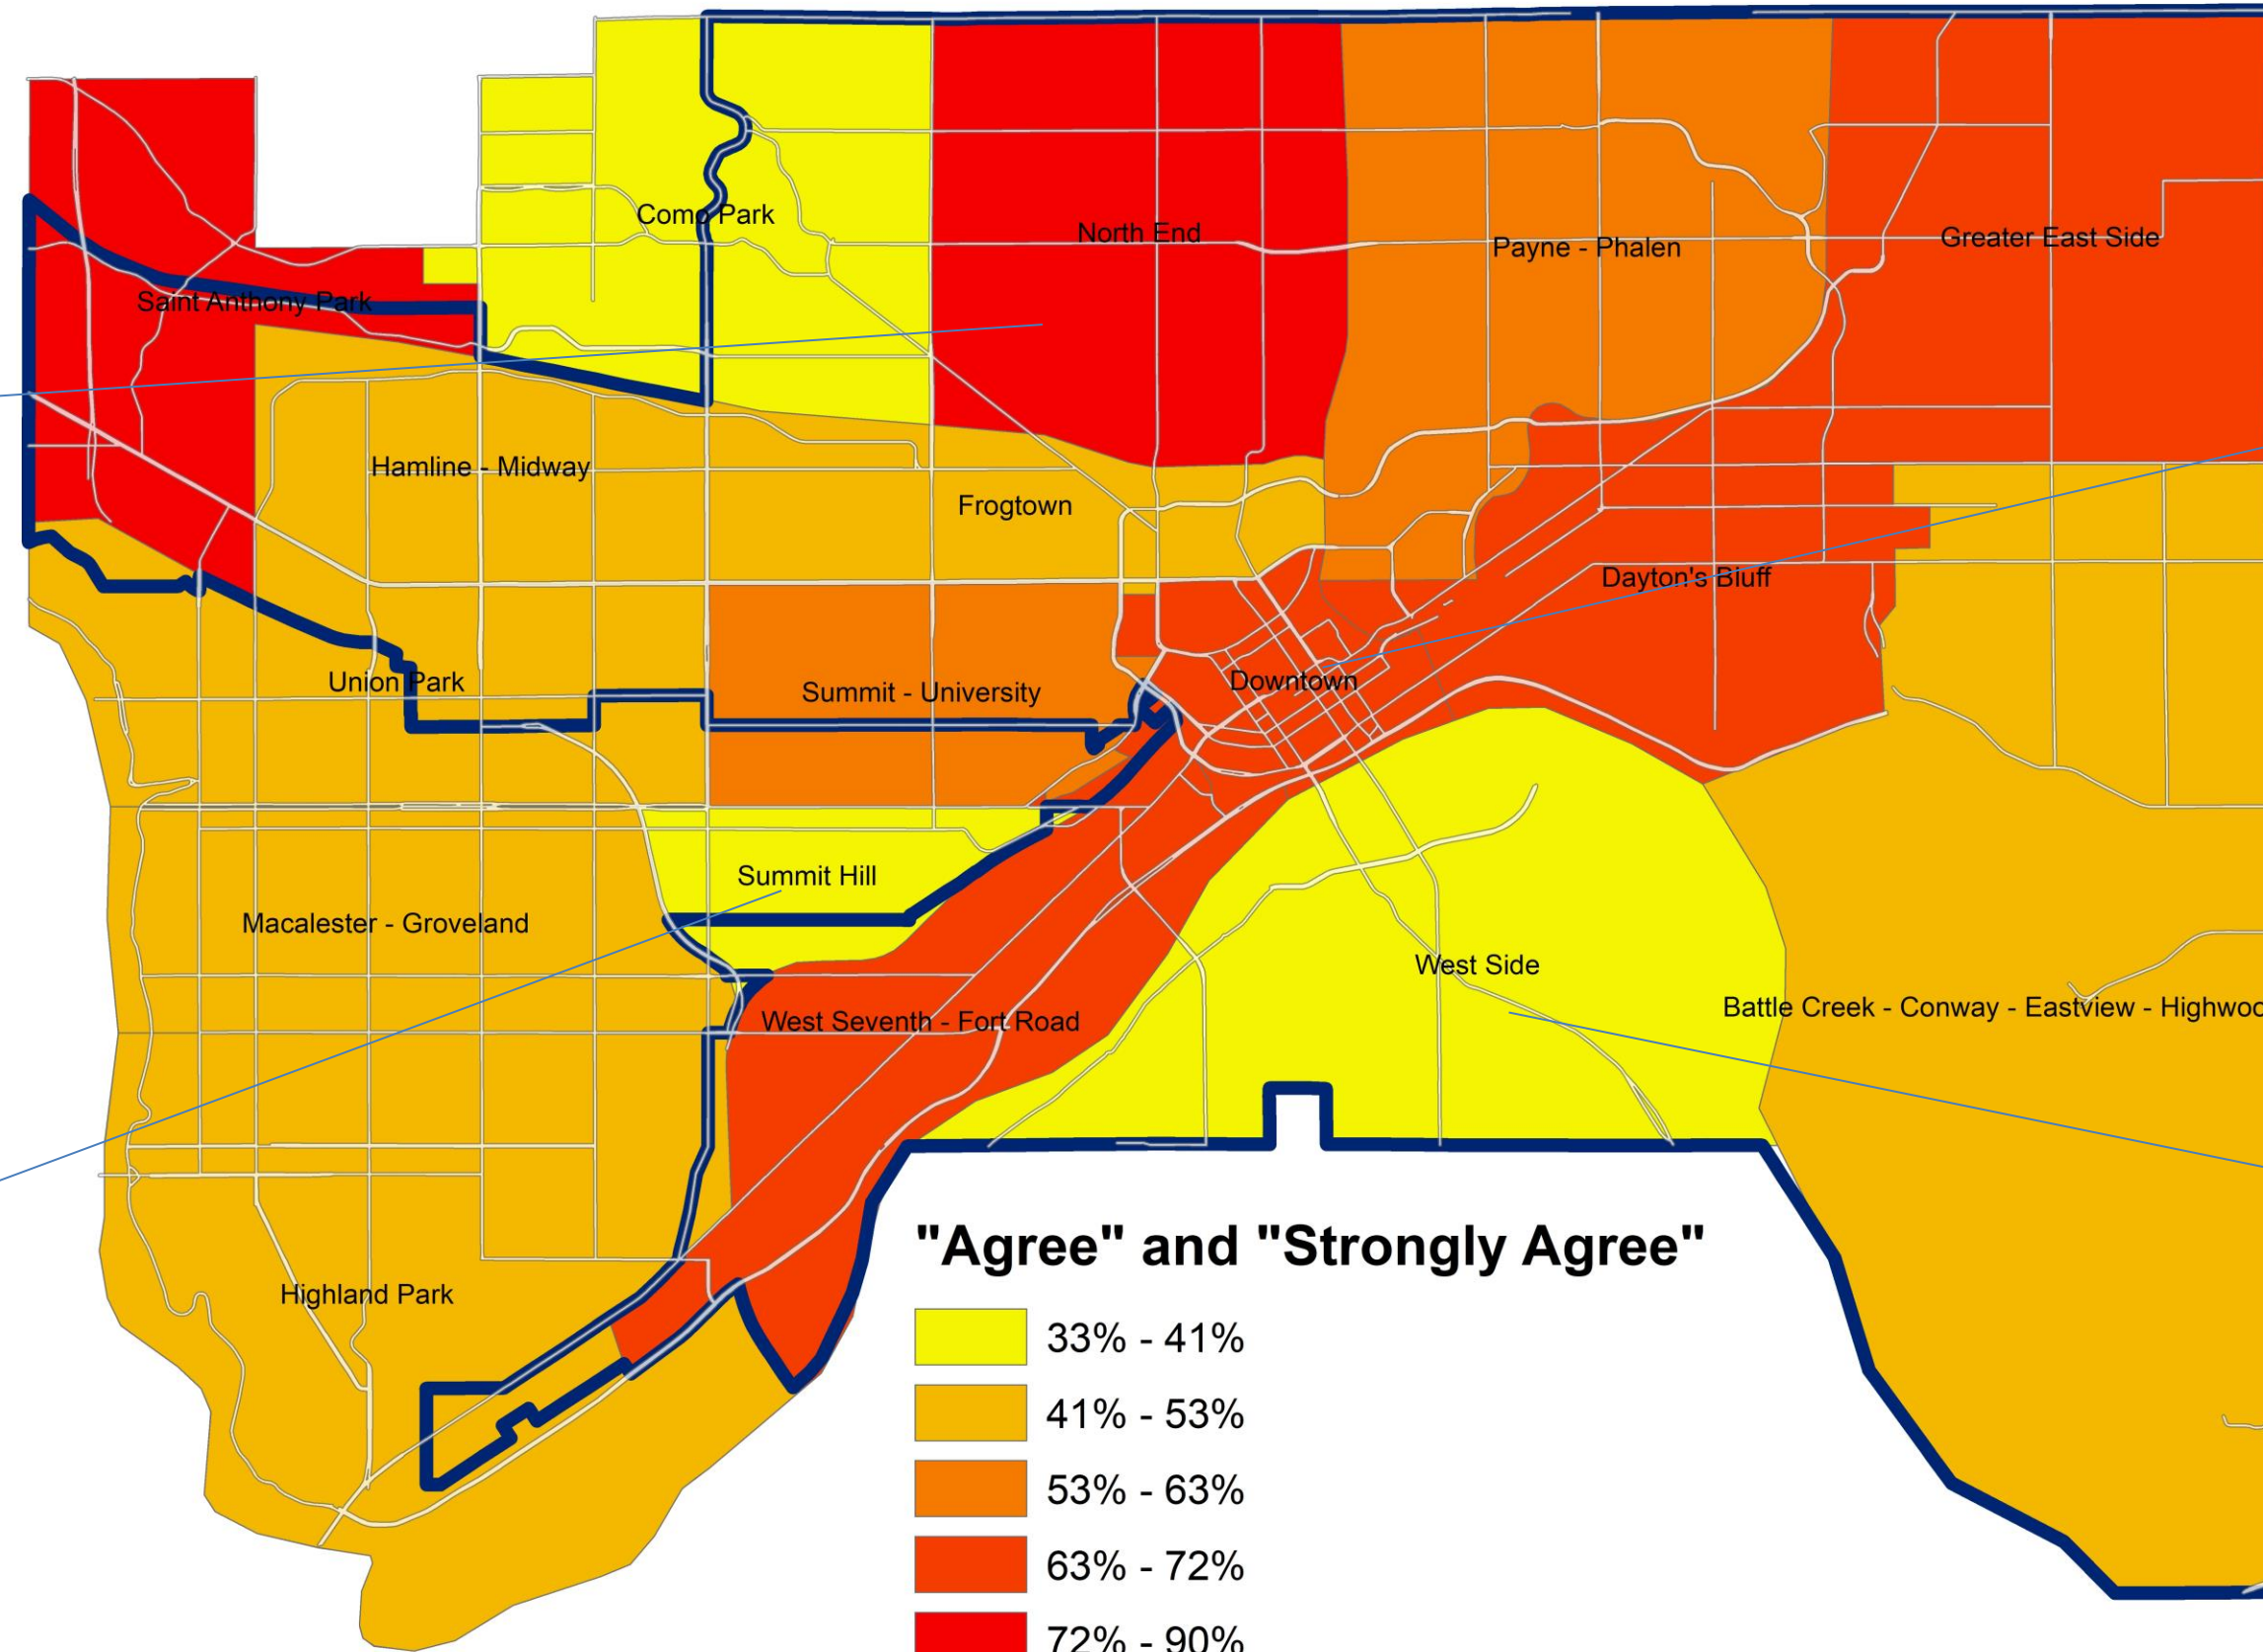 Como Park
North End
Payne - Phalen
Greater East Side
Saint Anthony Park
Hamline - Midway
Frogtown
Dayton's Bluff
Union Park
Summit - University
Downtown
Summit Hill
Macalester - Groveland
West Side
West Seventh - Fort Road
Battle Creek - Conway - Eastview - Highwoo
Highland Park
"Agree" and "Strongly Agree"
33% - 41%
41% - 53%
53% - 63%
63% - 72%
72% - 90%